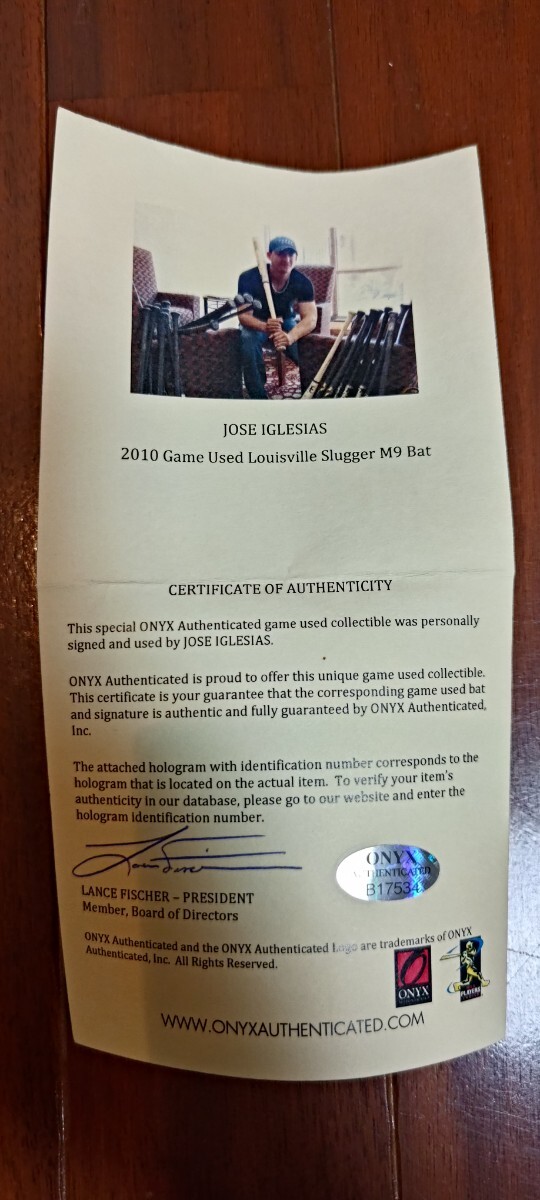 JOSE IGLESIAS
2010 Game Used Louisville Slugger M9 Bat
CERTIFICATE OF AUTHENTICITY
This special ONYX Authenticated game used collectible was personally
signed and used by JOSE IGLESIAS.
ONYX Authenticated is proud to offer this unique game used collectible.
This certificate is your guarantee that the corresponding game used bat
and signature is authentic and fully guaranteed by ONYX Authenticated,
Inc.
The attached hologram with identification number corresponds to the
hologram that is located on the actual item. To verify your item's
authenticity in our database, please go to our website and enter the
hologram identification number.
ONYX
AUTHENTICATED
B17534
LANCE FISCHER – PRESIDENT
Member, Board of Directors
ONYX Authenticated and the ONYX Authenticated Logo are trademarks of ONYX
Authenticated, Inc. All Rights Reserved.
ONYX
PLAYERS
WWW.ONYXAUTHENTICATED.COM